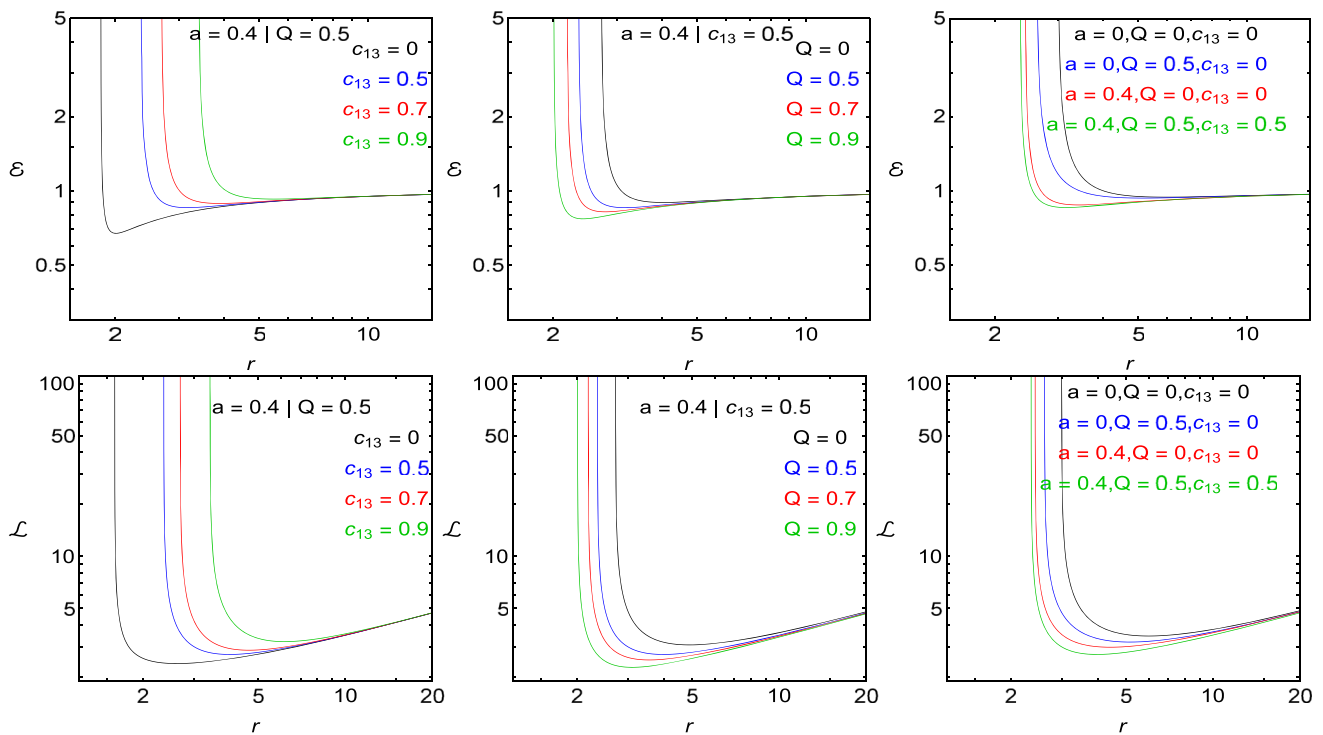 a = 0.4 | Q = 0.5
c₁₃ = 0
c₁₃ = 0.5
c₁₃ = 0.7
c₁₃ = 0.9
5
2
1
0.5
ℰ
2 5 10
r
a = 0.4 | c₁₃ = 0.5
Q = 0
Q = 0.5
Q = 0.7
Q = 0.9
5
2
1
0.5
ℰ
2 5 10
r
a = 0,Q = 0,c₁₃ = 0
a = 0,Q = 0.5,c₁₃ = 0
a = 0.4,Q = 0,c₁₃ = 0
a = 0.4,Q = 0.5,c₁₃ = 0.5
5
2
1
0.5
ℰ
2 5 10
r
a = 0.4 | Q = 0.5
c₁₃ = 0
c₁₃ = 0.5
c₁₃ = 0.7
c₁₃ = 0.9
100
50
10
5
ℒ
2 5 10 20
r
a = 0.4 | c₁₃ = 0.5
Q = 0
Q = 0.5
Q = 0.7
Q = 0.9
100
50
10
5
ℒ
2 5 10 20
r
a = 0,Q = 0,c₁₃ = 0
a = 0,Q = 0.5,c₁₃ = 0
a = 0.4,Q = 0,c₁₃ = 0
a = 0.4,Q = 0.5,c₁₃ = 0.5
100
50
10
5
ℒ
2 5 10 20
r